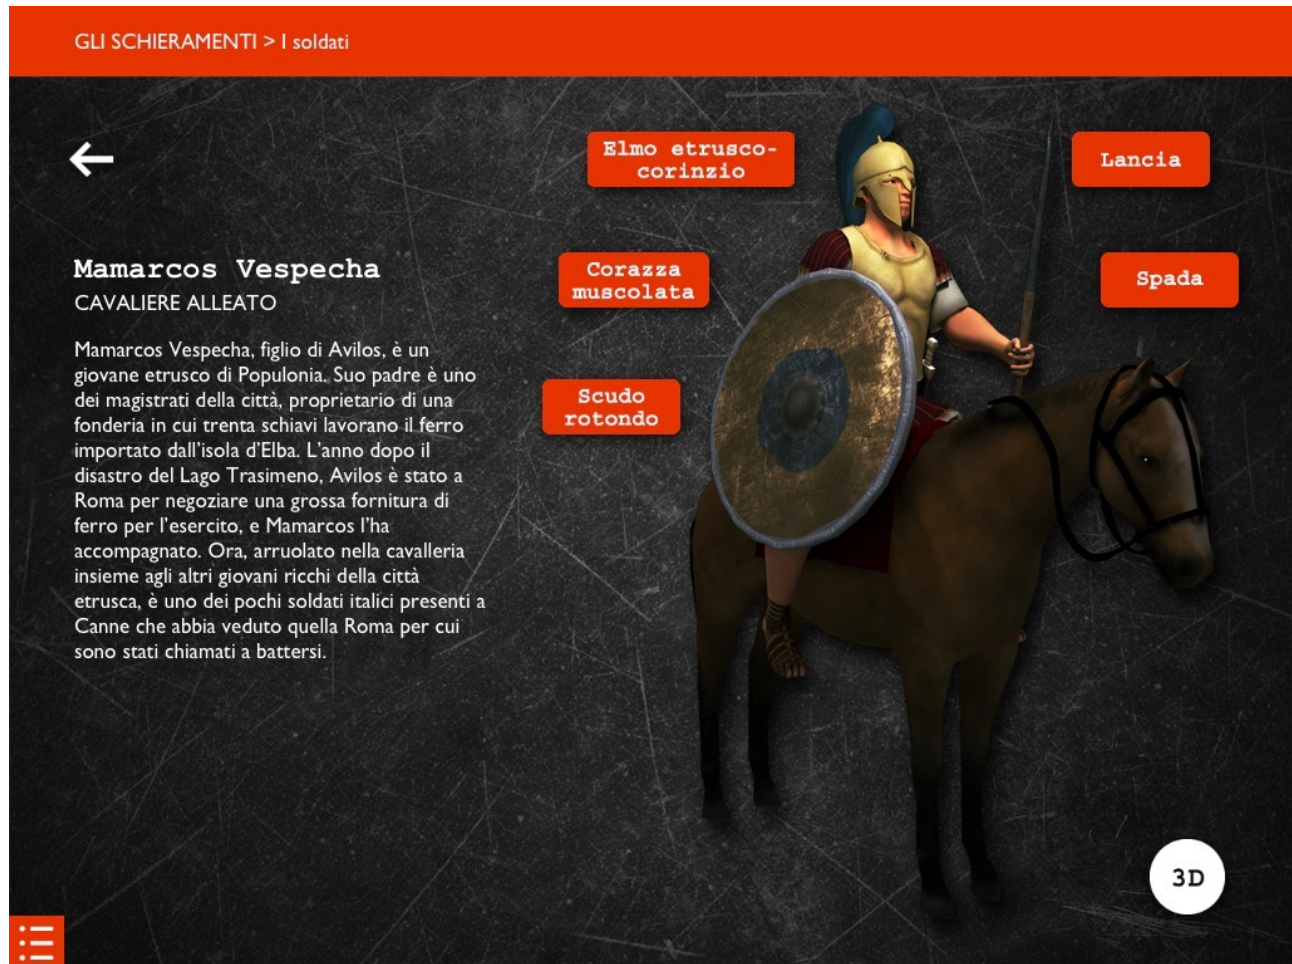 GLI SCHIERAMENTI > I soldati
Elmo etrusco-
corinzio
Lancia
Corazza
muscolata
Spada
Scudo
rotondo
Mamarcos Vespecha
CAVALIERE ALLEATO
Mamarcos Vespecha, figlio di Avilos, è un
giovane etrusco di Populonia. Suo padre è uno
dei magistrati della città, proprietario di una
fonderia in cui trenta schiavi lavorano il ferro
importato dall'isola d'Elba. L'anno dopo il
disastro del Lago Trasimeno, Avilos è stato a
Roma per negoziare una grossa fornitura di
ferro per l'esercito, e Mamarcos l'ha
accompagnato. Ora, arruolato nella cavalleria
insieme agli altri giovani ricchi della città
etrusca, è uno dei pochi soldati italici presenti a
Canne che abbia veduto quella Roma per cui
sono stati chiamati a battersi.
3D